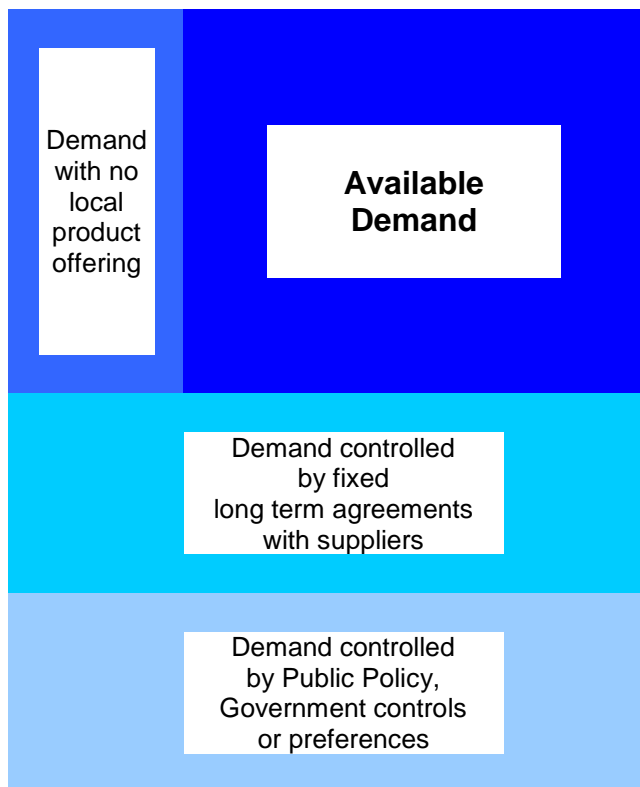 Demand
with no
local
product
offering
Available
Demand
Demand controlled
by fixed
long term agreements
with suppliers
Demand controlled
by Public Policy,
Government controls
or preferences